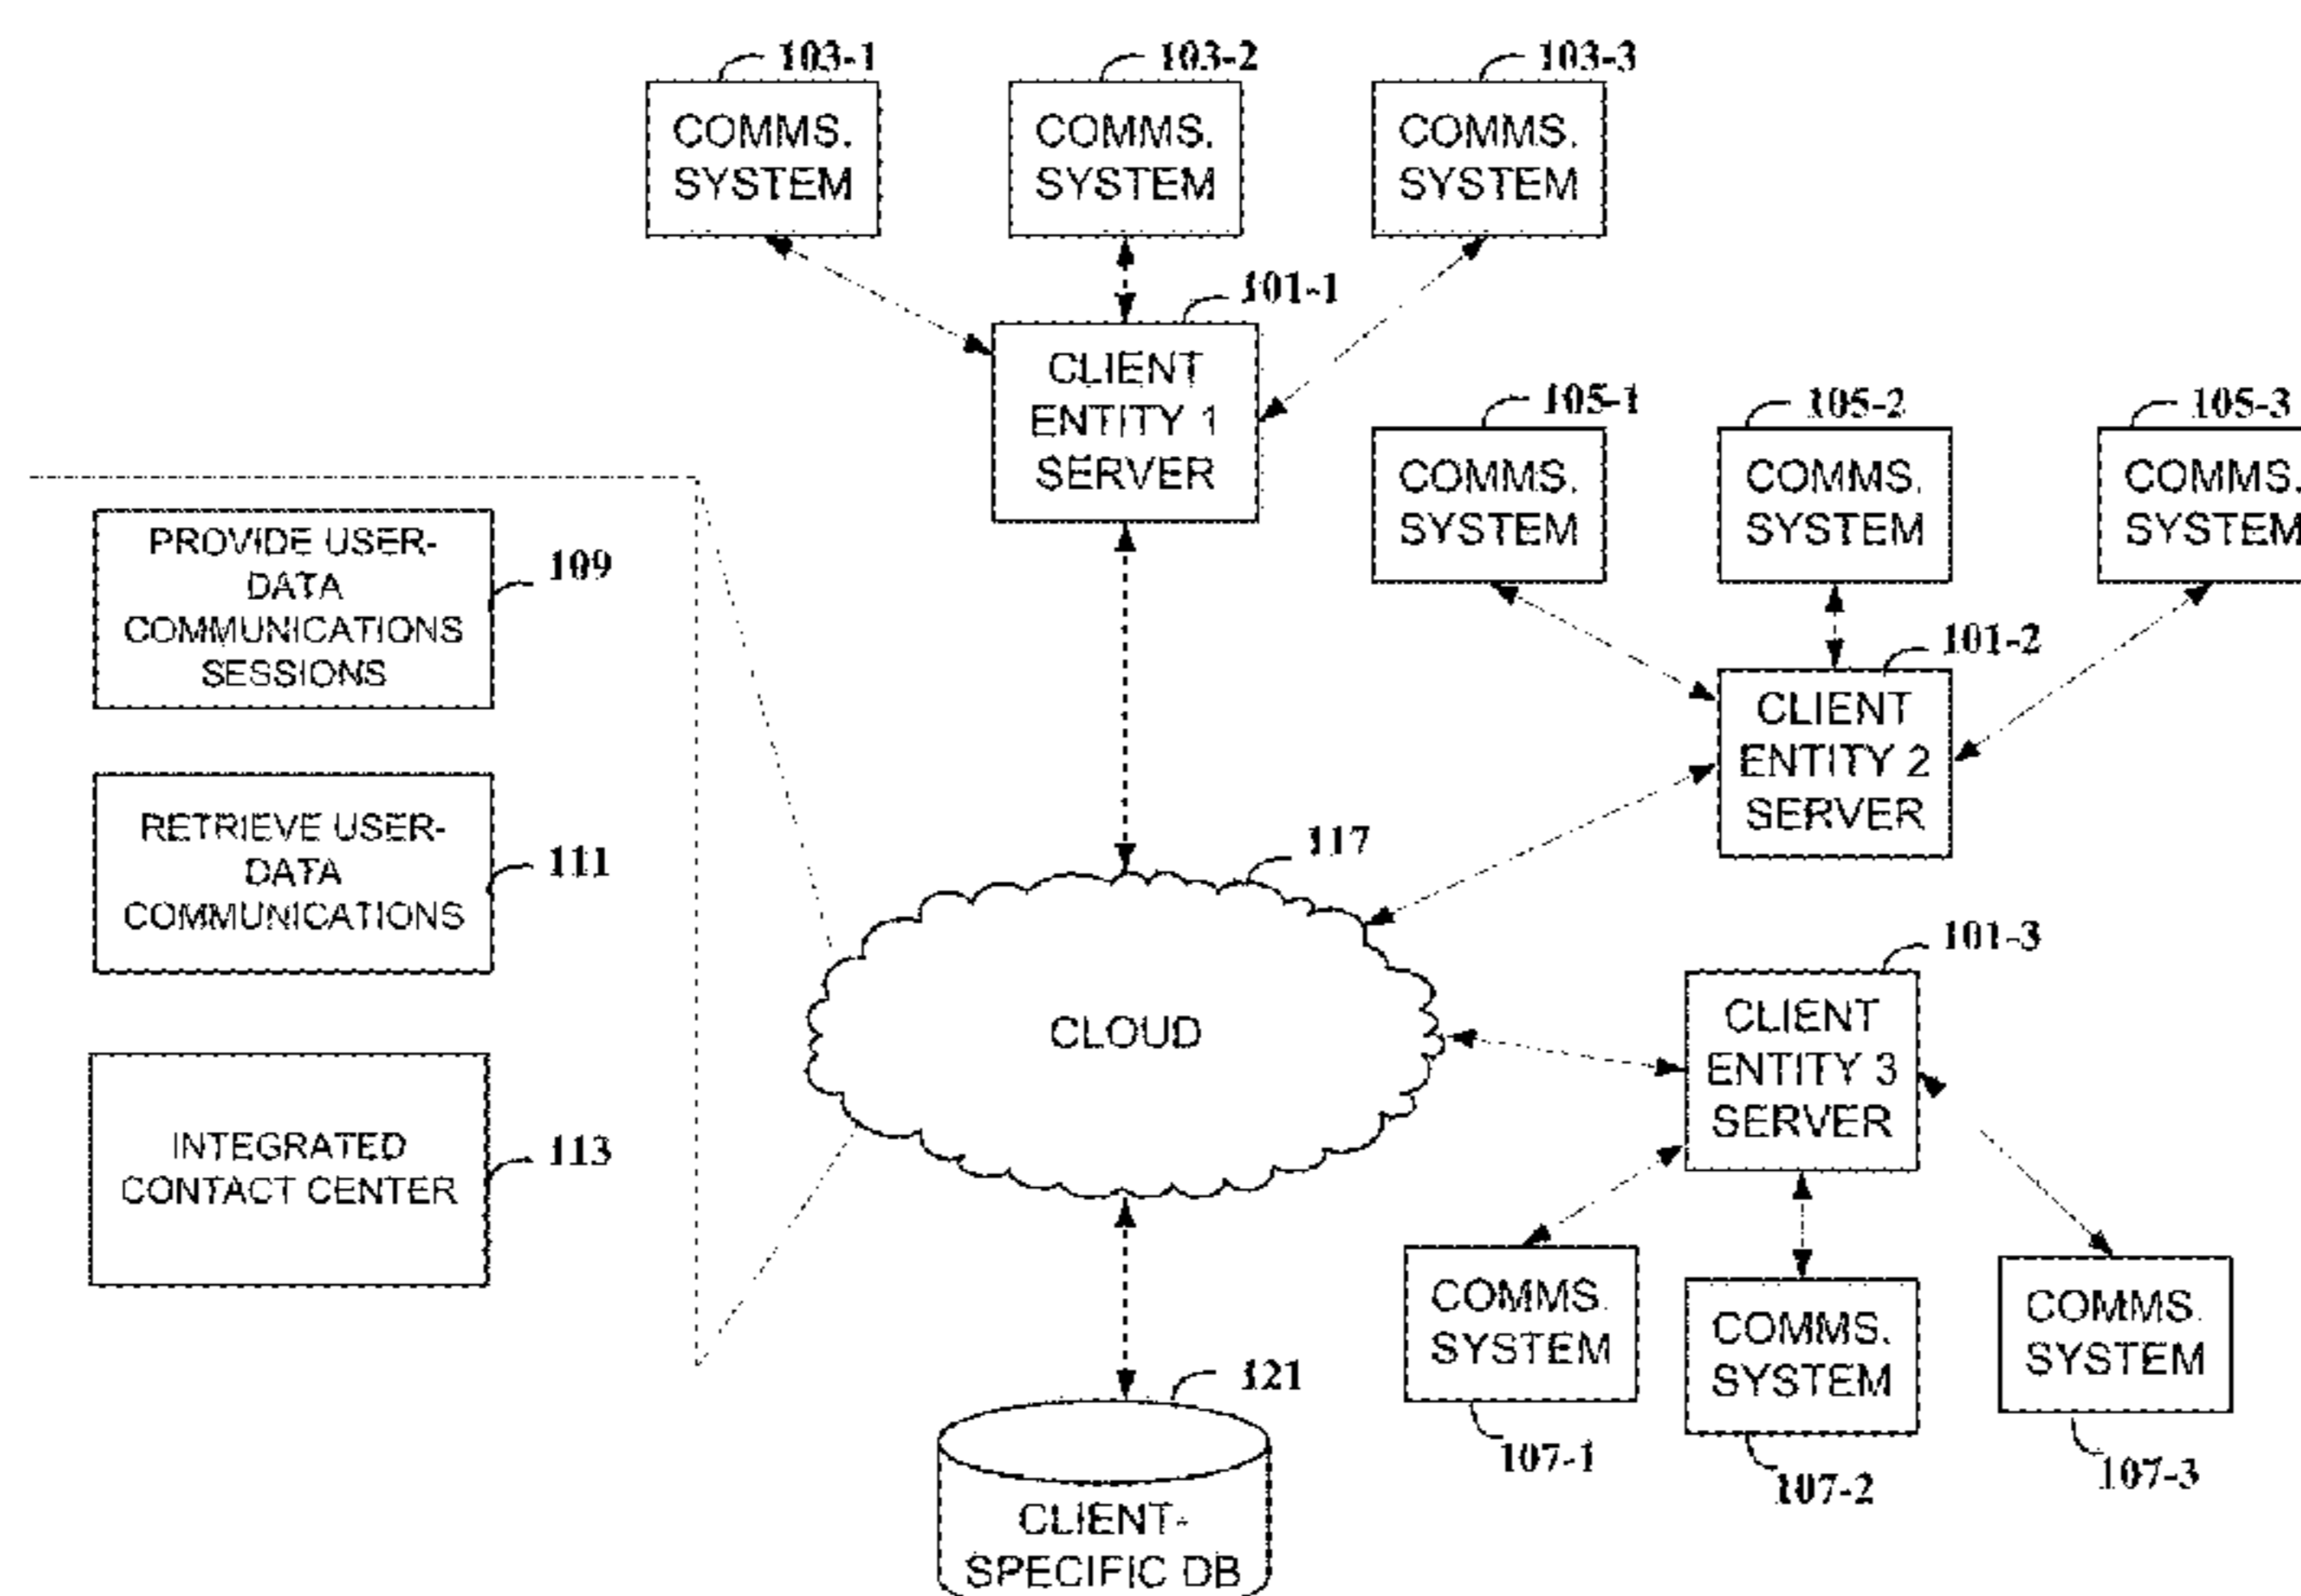 103-1
103-2
103-3
COMMS.
SYSTEM
COMMS.
SYSTEM
COMMS.
SYSTEM
101-1
CLIENT
ENTITY 1
SERVER
105-1
105-2
105-3
COMMS.
SYSTEM
COMMS.
SYSTEM
COMMS.
SYSTEM
101-2
CLIENT
ENTITY 2
SERVER
PROVIDE USER-
DATA
COMMUNICATIONS
SESSIONS
109
RETRIEVE USER-
DATA
COMMUNICATIONS
111
INTEGRATED
CONTACT CENTER
113
117
CLOUD
101-3
CLIENT
ENTITY 3
SERVER
COMMS.
SYSTEM
107-1
COMMS.
SYSTEM
107-2
COMMS.
SYSTEM
107-3
121
CLIENT-
SPECIFIC DB